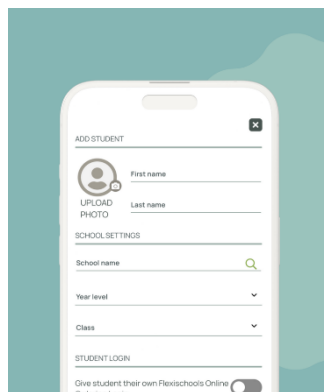 ADD STUDENT
First name
UPLOAD
PHOTO
Last name
SCHOOL SETTINGS
School name
Year level
Class
STUDENT LOGIN
Give student their own Flexischools Online